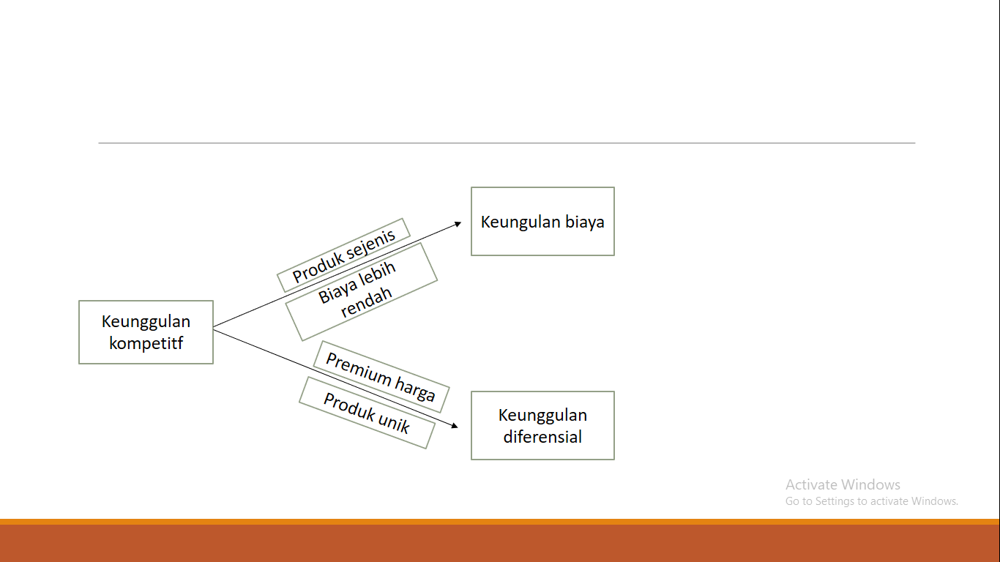 Keungulan biaya
Produk sejenis
Biaya lebih
rendah
Keunggulan
kompetitf
Premium harga
Produk unik
Keunggulan
diferensial
Activate Windows
Go to Settings to activate Windows.